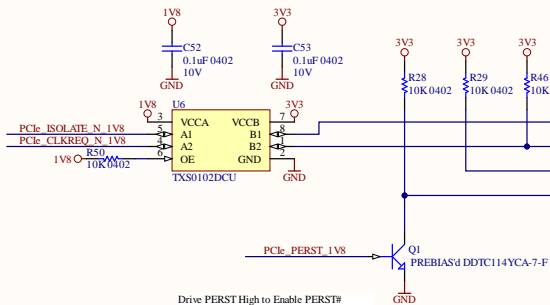 1V8
3V3
C52
0.1uF 0402
10V
GND
C53
0.1uF 0402
10V
GND
3V3
3V3
3V3
R28
10K 0402
R29
10K 0402
R46
10K
1V8
U6
3V3
3
VCCA
VCCB
7
PCIe_ISOLATE_N_1V8
5
A1
B1
8
PCIe_CLKREQ_N_1V8
4
A2
B2
1
1V8
R50
10K 0402
6
OE
GND
2
TXS0102DCU
GND
PCIe_PERST_1V8
Q1
PREBIAS'd DDTC114YCA-7-F
GND
Drive PERST High to Enable PERST#